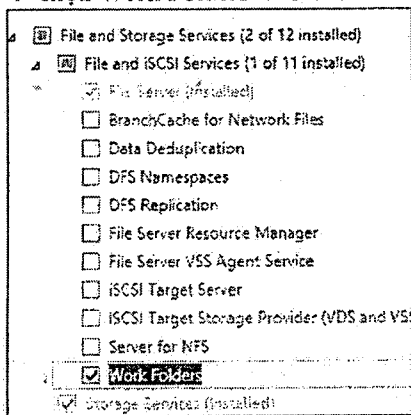 File and Storage Services (2 of 12 installed)
File and iSCSI Services (1 of 11 installed)
File Server (Installed)
BranchCache for Network Files
Data Deduplication
DFS Namespaces
DFS Replication
File Server Resource Manager
File Server VSS Agent Service
iSCSI Target Server
iSCSI Target Storage Provider (VDS and VSS
Server for NFS
Work Folders
Storage Services (Installed)